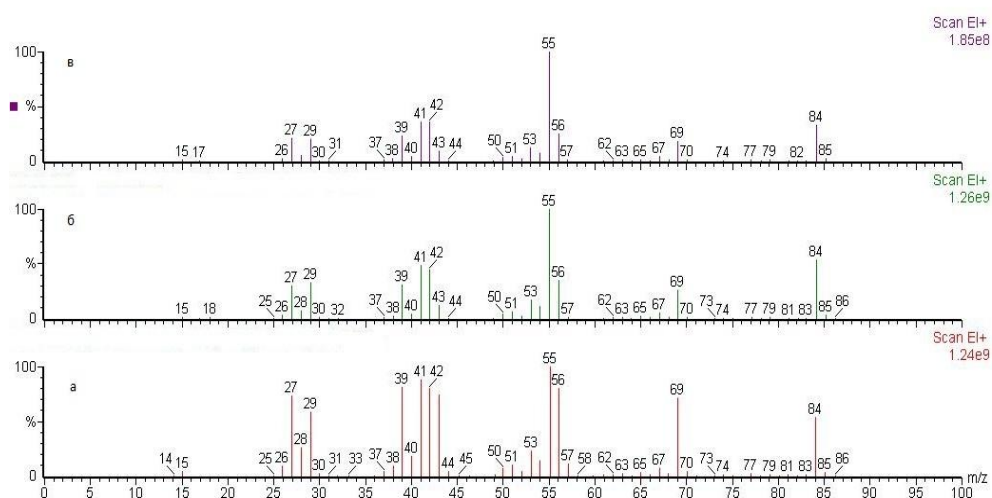 Scan EI+
1.85e8
100
в
%
0
15 17 26 27 29 30 31 37 38 39 40 41 42 43 44 50 51 53 55 56 57 62 63 65 67 69 70 74 77 79 82 84 85
Scan EI+
1.26e9
100
б
%
0
15 18 25 26 27 28 29 30 32 37 38 39 40 41 42 43 44 50 51 53 55 56 57 62 63 65 67 69 70 73 74 77 79 81 83 84 85 86
Scan EI+
1.24e9
100
а
%
0
14 15 25 26 27 28 29 30 31 33 37 38 39 40 41 42 44 45 50 51 53 55 56 57 58 62 63 65 67 69 70 73 74 77 79 81 83 84 85 86
0 5 10 15 20 25 30 35 40 45 50 55 60 65 70 75 80 85 90 95 100 m/z